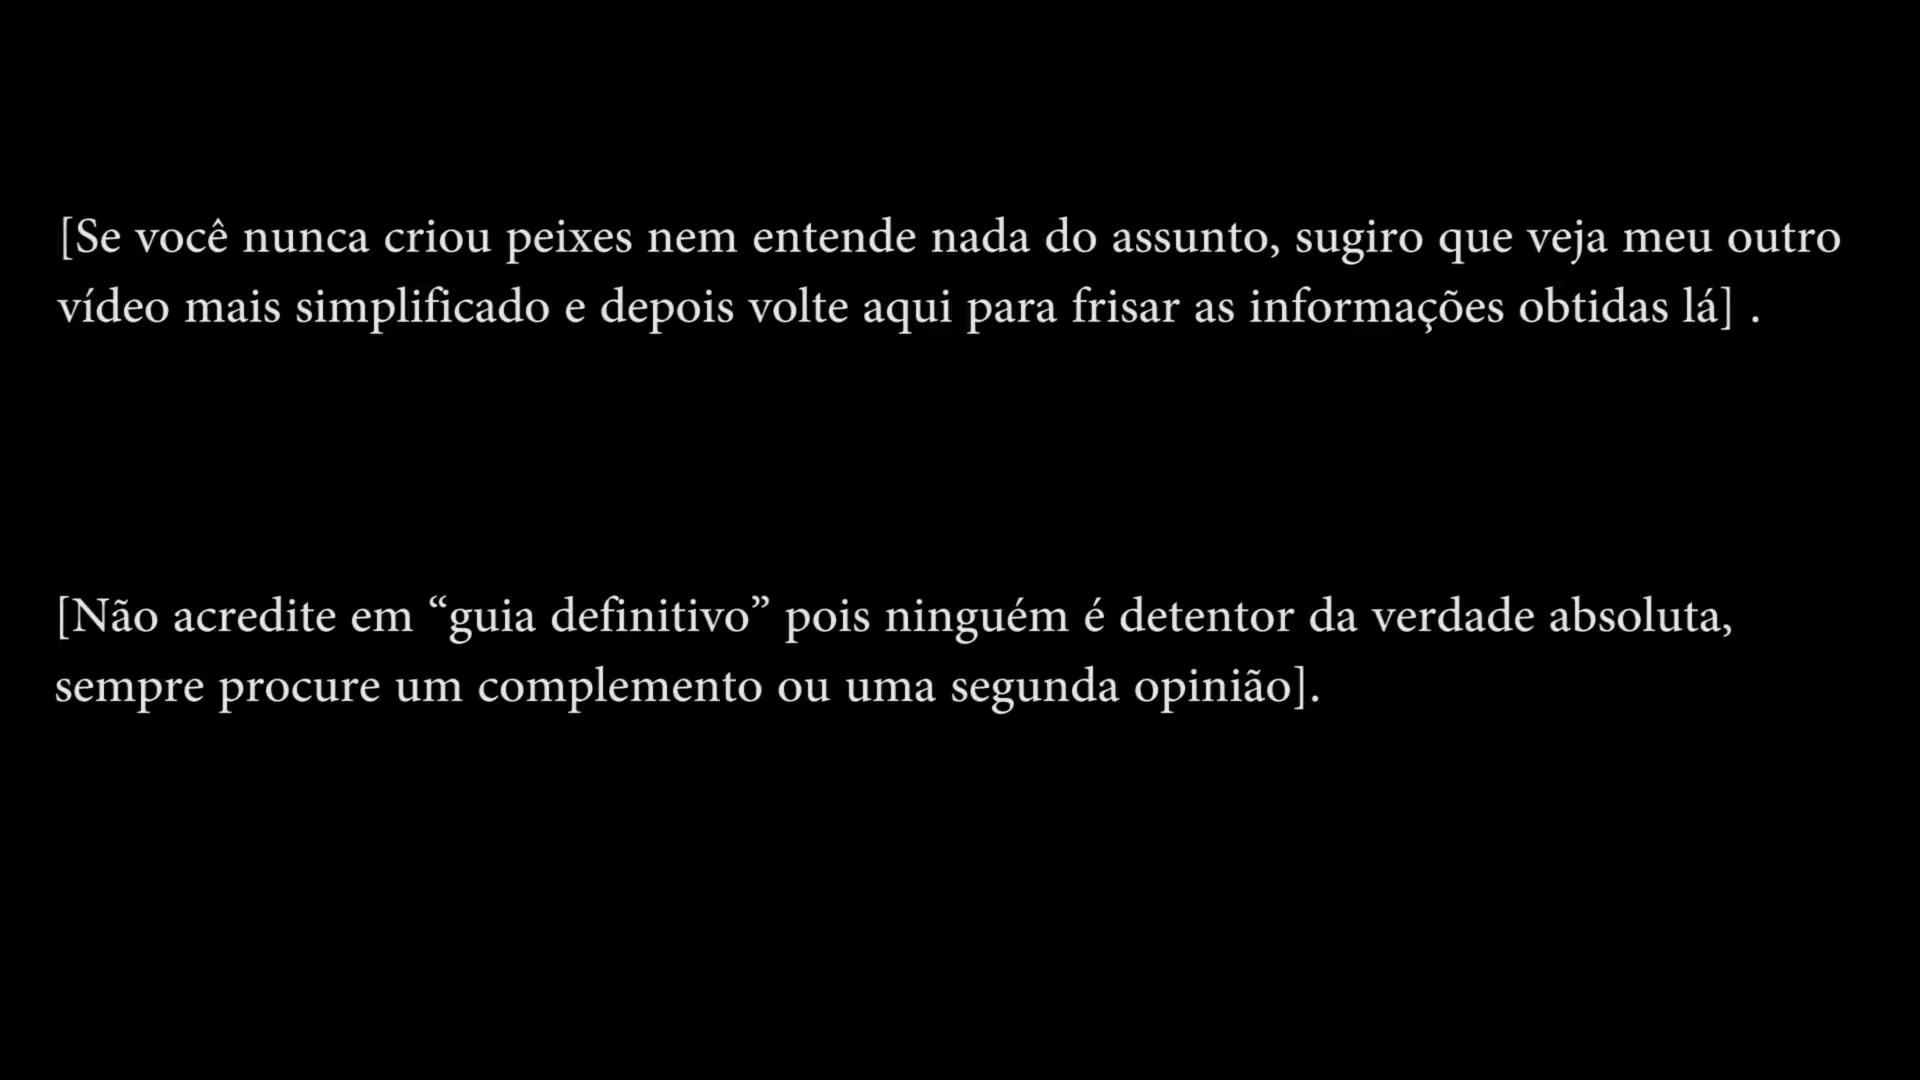 [Se você nunca criou peixes nem entende nada do assunto, sugiro que veja meu outro
vídeo mais simplificado e depois volte aqui para frisar as informações obtidas lá] .
[Não acredite em “guia definitivo” pois ninguém é detentor da verdade absoluta,
sempre procure um complemento ou uma segunda opinião].